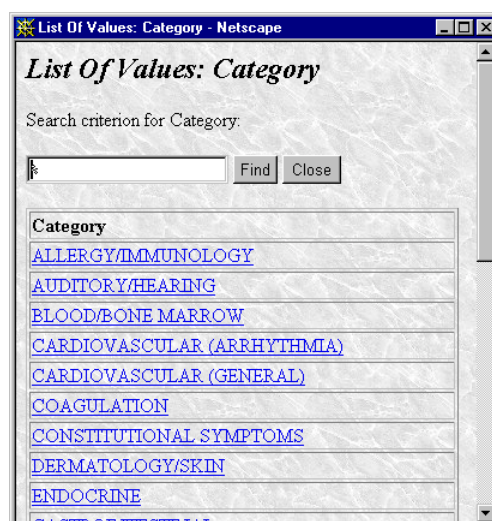 List Of Values: Category - Netscape
List Of Values: Category
Search criterion for Category:
% Find Close
Category
ALLERGY/IMMUNOLOGY
AUDITORY/HEARING
BLOOD/BONE MARROW
CARDIOVASCULAR (ARRHYTHMIA)
CARDIOVASCULAR (GENERAL)
COAGULATION
CONSTITUTIONAL SYMPTOMS
DERMATOLOGY/SKIN
ENDOCRINE